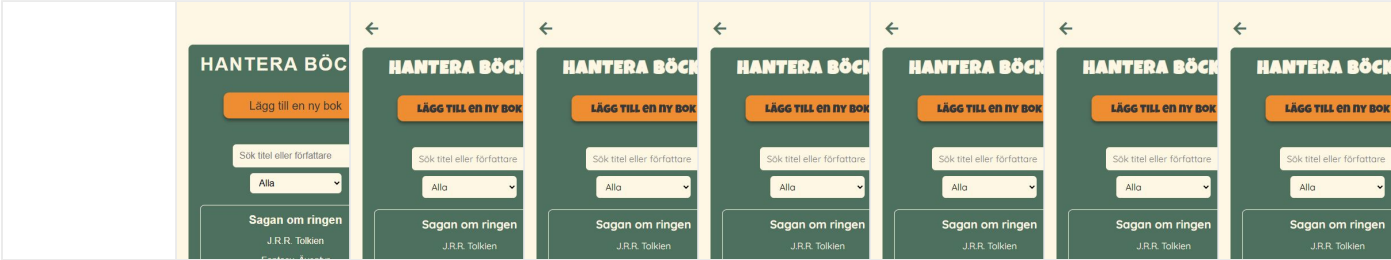 HANTERA BÖC
Lägg till en ny bok
Sök titel eller författare
Alla
Sagan om ringen
J.R.R. Tolkien
HANTERA BÖCK
LÄGG TILL en ny BOK
Sök titel eller författare
Alla
Sagan om ringen
J.R.R. Tolkien
HANTERA BÖCK
LÄGG TILL en ny BOK
Sök titel eller författare
Alla
Sagan om ringen
J.R.R. Tolkien
HANTERA BÖCK
LÄGG TILL en ny BOK
Sök titel eller författare
Alla
Sagan om ringen
J.R.R. Tolkien
HANTERA BÖCK
LÄGG TILL en ny BOK
Sök titel eller författare
Alla
Sagan om ringen
J.R.R. Tolkien
HANTERA BÖCK
LÄGG TILL en ny BOK
Sök titel eller författare
Alla
Sagan om ringen
J.R.R. Tolkien
HANTERA BÖCK
LÄGG TILL en ny BOK
Sök titel eller författare
Alla
Sagan om ringen
J.R.R. Tolkien